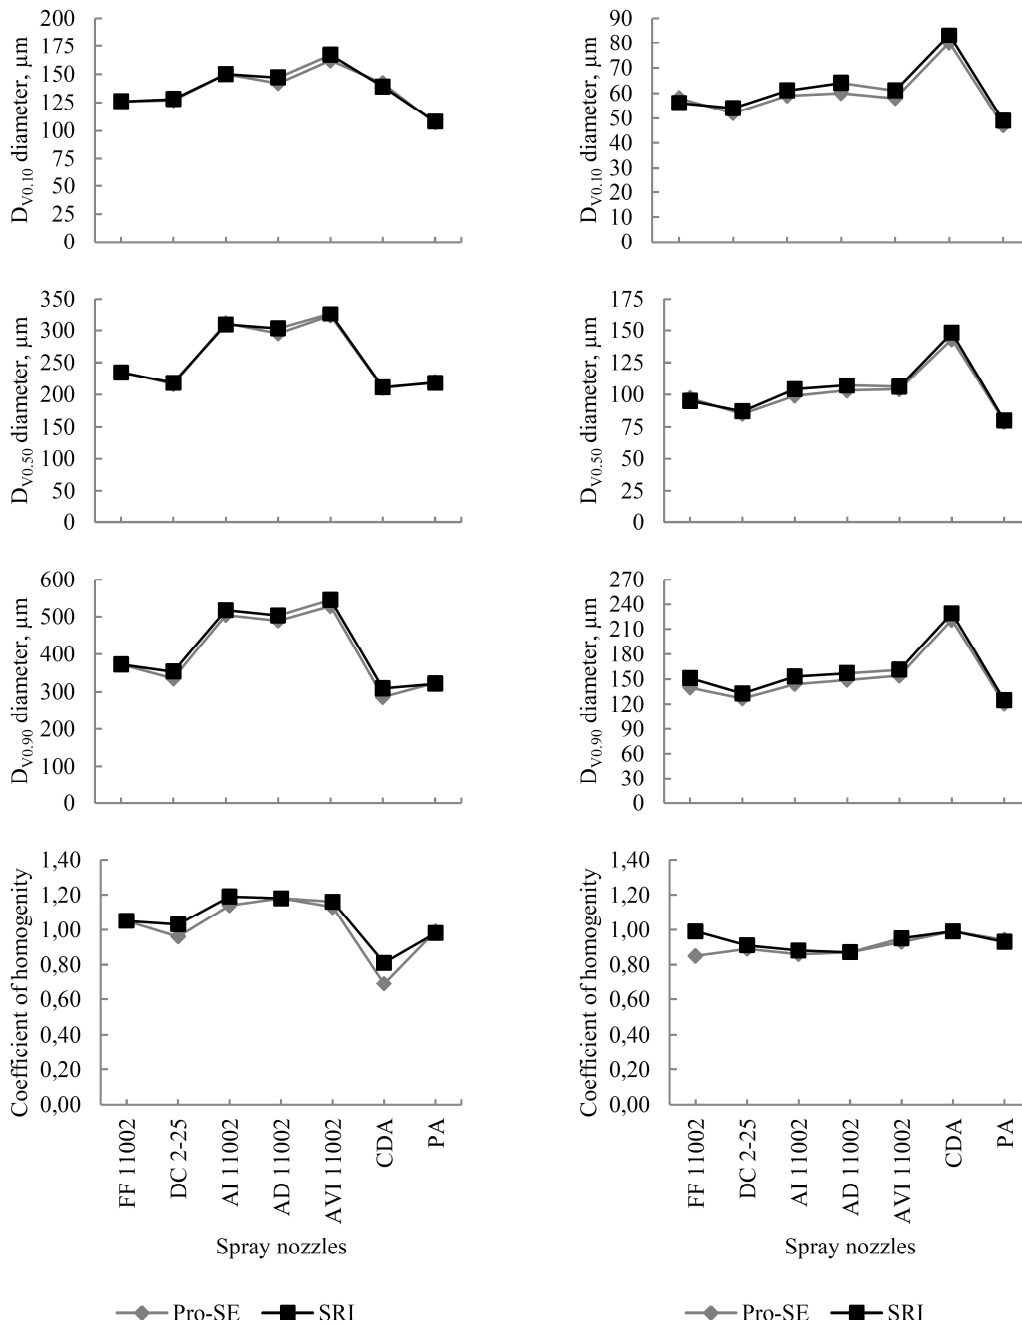 200
175
150
125
100
75
50
25
0
D_V0.10 diameter, µm
90
80
70
60
50
40
30
20
10
0
D_V0.10 diameter, µm
350
300
250
200
150
100
50
0
D_V0.50 diameter, µm
175
150
125
100
75
50
25
0
D_V0.50 diameter, µm
600
500
400
300
200
100
0
D_V0.90 diameter, µm
270
240
210
180
150
120
90
60
30
0
D_V0.90 diameter, µm
1,40
1,20
1,00
0,80
0,60
0,40
0,20
0,00
Coefficient of homogenity
FF 11002
DC 2-25
AI 11002
AD 11002
AVI 11002
CDA
PA
Spray nozzles
Pro-SE
SRI
1,40
1,20
1,00
0,80
0,60
0,40
0,20
0,00
Coefficient of homogenity
FF 11002
DC 2-25
AI 11002
AD 11002
AVI 11002
CDA
PA
Spray nozzles
Pro-SE
SRI